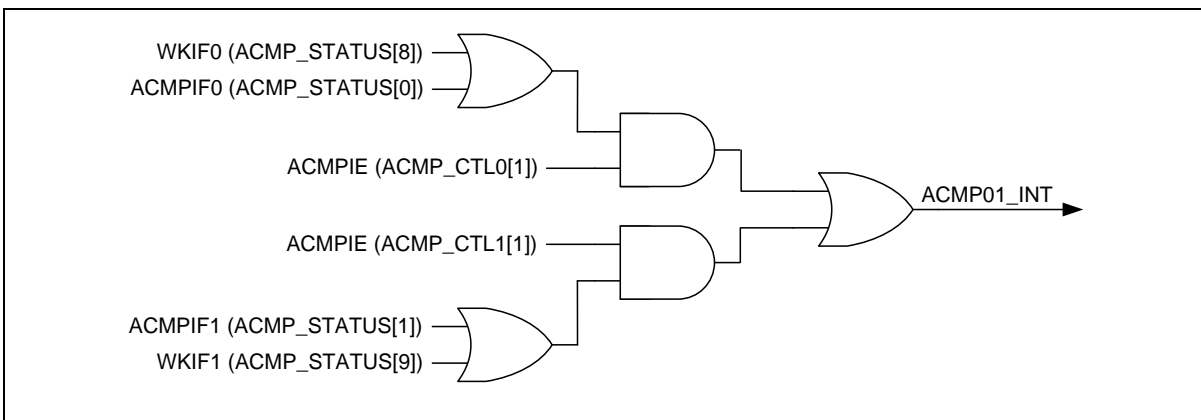 WKIF0 (ACMP_STATUS[8])
ACMPIF0 (ACMP_STATUS[0])
ACMPIE (ACMP_CTL0[1])
ACMP01_INT
ACMPIE (ACMP_CTL1[1])
ACMPIF1 (ACMP_STATUS[1])
WKIF1 (ACMP_STATUS[9])